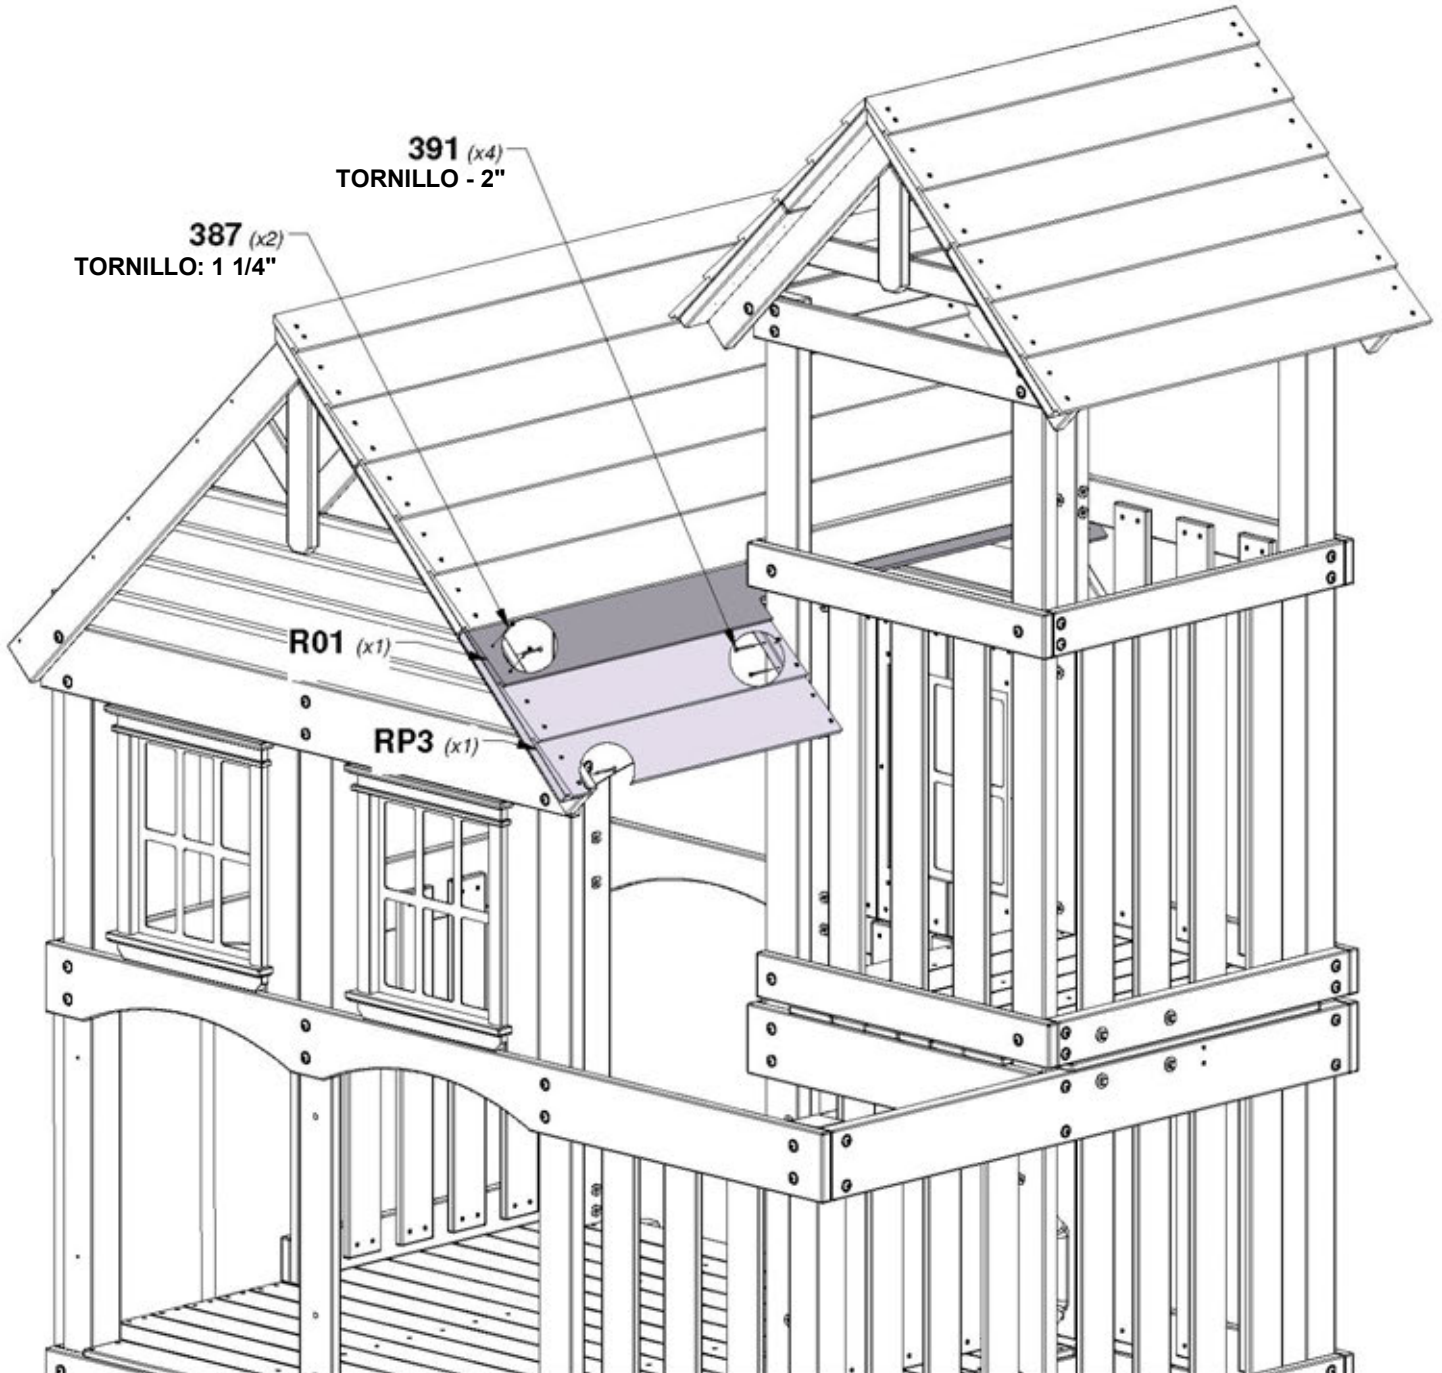 391 (x4)
TORNILLO - 2"
387 (x2)
TORNILLO: 1 1/4"
R01 (x1)
RP3 (x1)